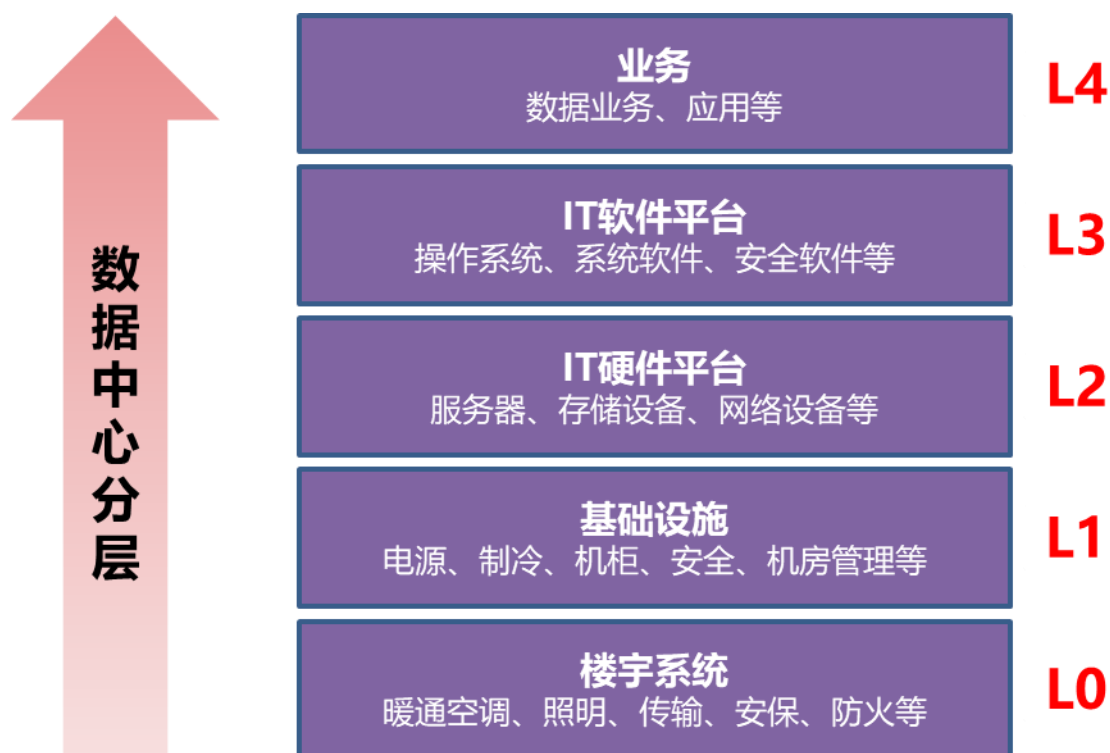 数据中心分层
业务
数据业务、应用等
L4
IT软件平台
操作系统、系统软件、安全软件等
L3
IT硬件平台
服务器、存储设备、网络设备等
L2
基础设施
电源、制冷、机柜、安全、机房管理等
L1
楼宇系统
暖通空调、照明、传输、安保、防火等
L0